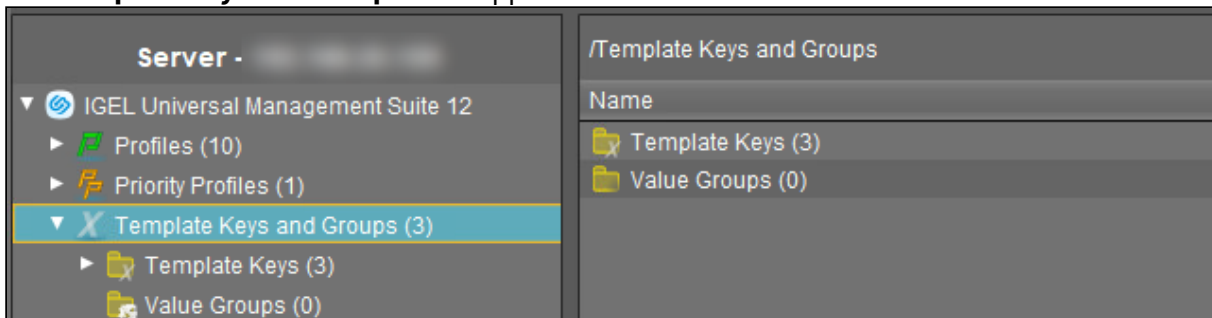 Server -
IGEL Universal Management Suite 12
Profiles (10)
Priority Profiles (1)
Template Keys and Groups (3)
Template Keys (3)
Value Groups (0)
/Template Keys and Groups
Name
Template Keys (3)
Value Groups (0)